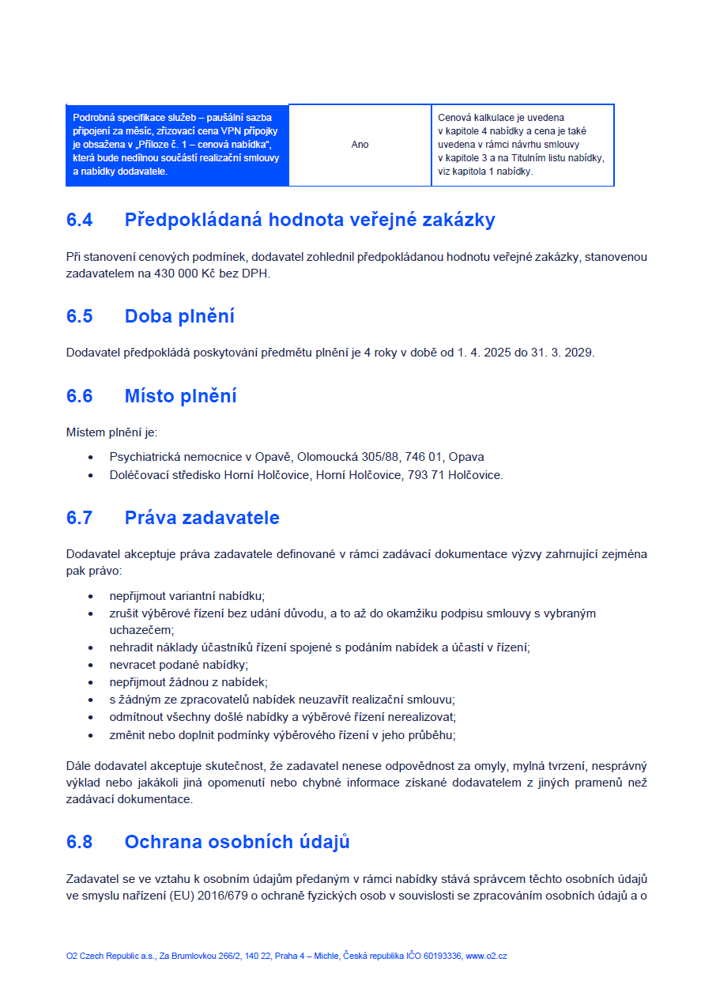 Podrobná specifikace služeb – paušální sazba
připojení za měsíc, zřizovací cena VPN přípojky
je obsažena v „Příloze č. 1 – cenová nabídka“,
která bude nedílnou součástí realizační smlouvy
a nabídky dodavatele.
Ano
Cenová kalkulace je uvedena
v kapitole 4 nabídky a cena je také
uvedena v rámci návrhu smlouvy
v kapitole 3 a na Titulním listu nabídky,
viz kapitola 1 nabídky.
6.4 Předpokládaná hodnota veřejné zakázky
Při stanovení cenových podmínek, dodavatel zohlednil předpokládanou hodnotu veřejné zakázky, stanovenou
zadavatelem na 430 000 Kč bez DPH.
6.5 Doba plnění
Dodavatel předpokládá poskytování předmětu plnění je 4 roky v době od 1. 4. 2025 do 31. 3. 2029.
6.6 Místo plnění
Místem plnění je:
• Psychiatrická nemocnice v Opavě, Olomoucká 305/88, 746 01, Opava
• Doléčovací středisko Horní Holčovice, Horní Holčovice, 793 71 Holčovice.
6.7 Práva zadavatele
Dodavatel akceptuje práva zadavatele definované v rámci zadávací dokumentace výzvy zahrnující zejména
pak právo:
• nepřijmout variantní nabídku;
• zrušit výběrové řízení bez udání důvodu, a to až do okamžiku podpisu smlouvy s vybraným
uchazečem;
• nehradit náklady účastníků řízení spojené s podáním nabídek a účastí v řízení;
• nevracet podané nabídky;
• nepřijmout žádnou z nabídek;
• s žádným ze zpracovatelů nabídek neuzavřít realizační smlouvu;
• odmítnout všechny došlé nabídky a výběrové řízení nerealizovat;
• změnit nebo doplnit podmínky výběrového řízení v jeho průběhu;
Dále dodavatel akceptuje skutečnost, že zadavatel nenese odpovědnost za omyly, mylná tvrzení, nesprávný
výklad nebo jakákoli jiná opomenutí nebo chybné informace získané dodavatelem z jiných pramenů než
zadávací dokumentace.
6.8 Ochrana osobních údajů
Zadavatel se ve vztahu k osobním údajům předaným v rámci nabídky stává správcem těchto osobních údajů
ve smyslu nařízení (EU) 2016/679 o ochraně fyzických osob v souvislosti se zpracováním osobních údajů a o
O2 Czech Republic a.s., Za Brumlovkou 266/2, 140 22, Praha 4 – Michle, Česká republika IČO 60193336, www.o2.cz